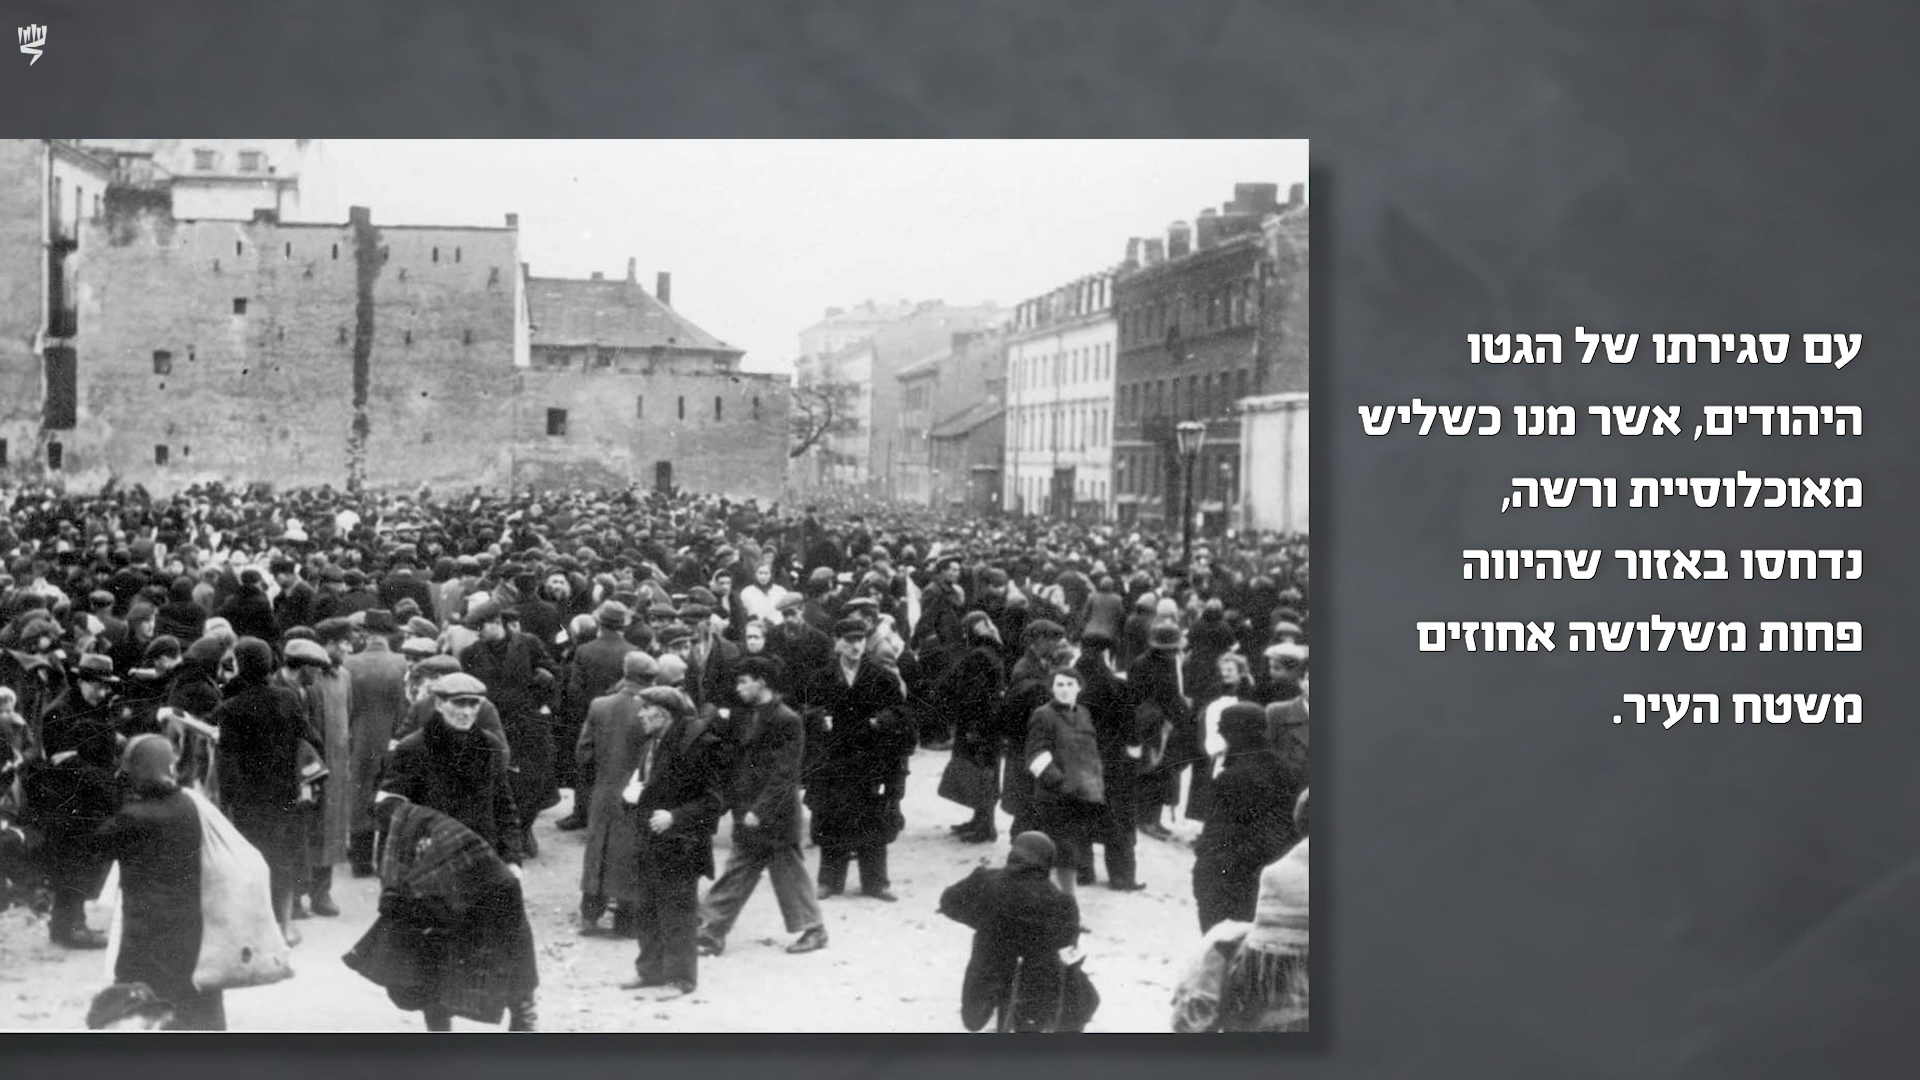 עם סגירתו של הגטו
היהודים, אשר מנו כשליש
מאוכלוסיית ורשה,
נדחסו באזור שהיווה
פחות משלושה אחוזים
משטח העיר.